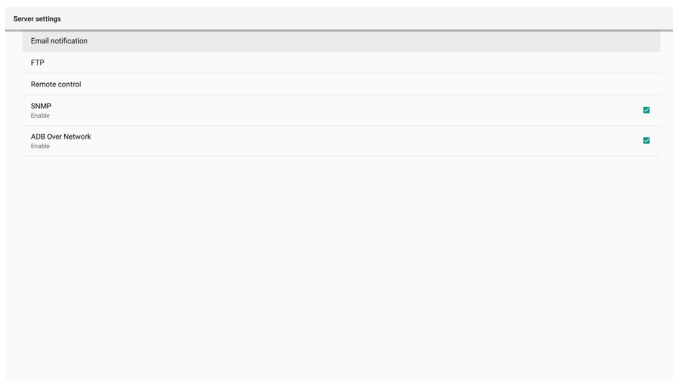 Server settings
Email notification
FTP
Remote control
SNMP
Enable
ADB Over Network
Enable